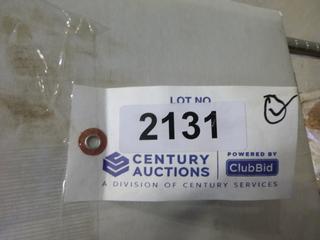 LOT NO
2131
CENTURY
AUCTIONS
POWERED BY
ClubBid
A DIVISION OF CENTURY SERVICES